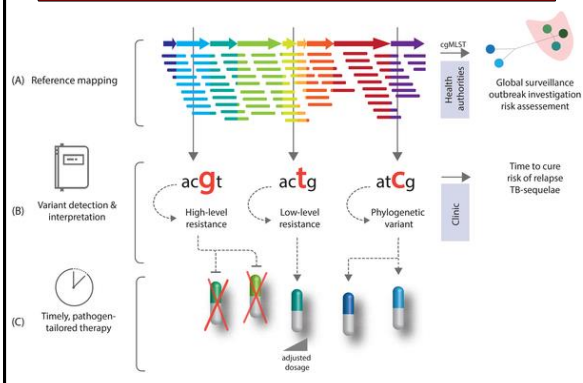 (A) Reference mapping
cgMLST
Health
authorities
Global surveillance
outbreak investigation
risk assessment
(B) Variant detection &
interpretation
acgt
High-level
resistance
actg
Low-level
resistance
atCg
Phylogenetic
variant
Clinic
Time to cure
risk of relapse
TB-sequelae
(C) Timely, pathogen-
tailored therapy
adjusted
dosage